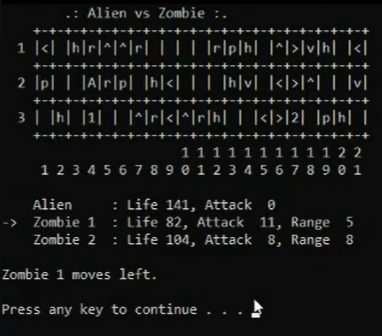 .: Alien vs Zombie :.
+-+-+-+-+-+-+-+-+-+-+-+-+-+-+-+-+-+-+-+-+-+
1 |<| |h|r|^|^|r| | | | |r|p|h| |^|>|v|h| |<|
+-+-+-+-+-+-+-+-+-+-+-+-+-+-+-+-+-+-+-+-+-+
2 |p| |A|r|p| |h|<| | | |h|v| |<|>|^| | |v|
+-+-+-+-+-+-+-+-+-+-+-+-+-+-+-+-+-+-+-+-+-+
3 | |h| |1| | |^|r|<|^|r|h| | |<|>|2| |p|h| |
+-+-+-+-+-+-+-+-+-+-+-+-+-+-+-+-+-+-+-+-+-+
1 1 1 1 1 1 1 1 1 1 2 2
1 2 3 4 5 6 7 8 9 0 1 2 3 4 5 6 7 8 9 0 1
Alien : Life 141, Attack 0
-> Zombie 1 : Life 82, Attack 11, Range 5
Zombie 2 : Life 104, Attack 8, Range 8
Zombie 1 moves left.
Press any key to continue . . .